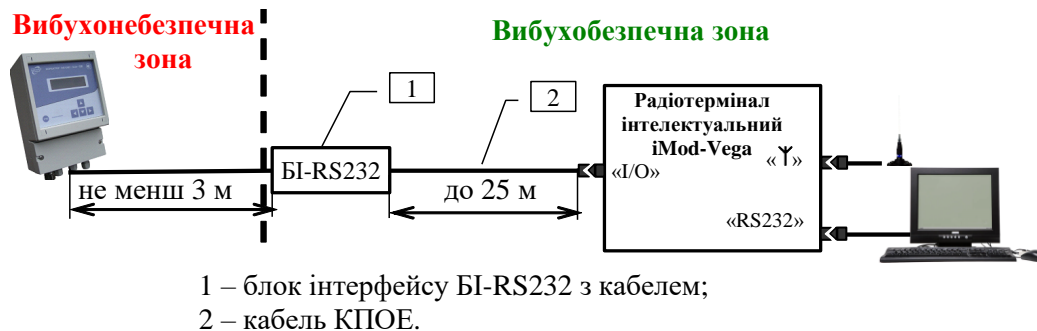 Вибухонебезпечна
зона
Вибухобезпечна зона
1
2
Радіотермінал
інтелектуальний
iMod-Vega
«Y»
«I/O»
БІ-RS232
не менш 3 м
до 25 м
«RS232»
1 – блок інтерфейсу БІ-RS232 з кабелем;
2 – кабель КПОЕ.